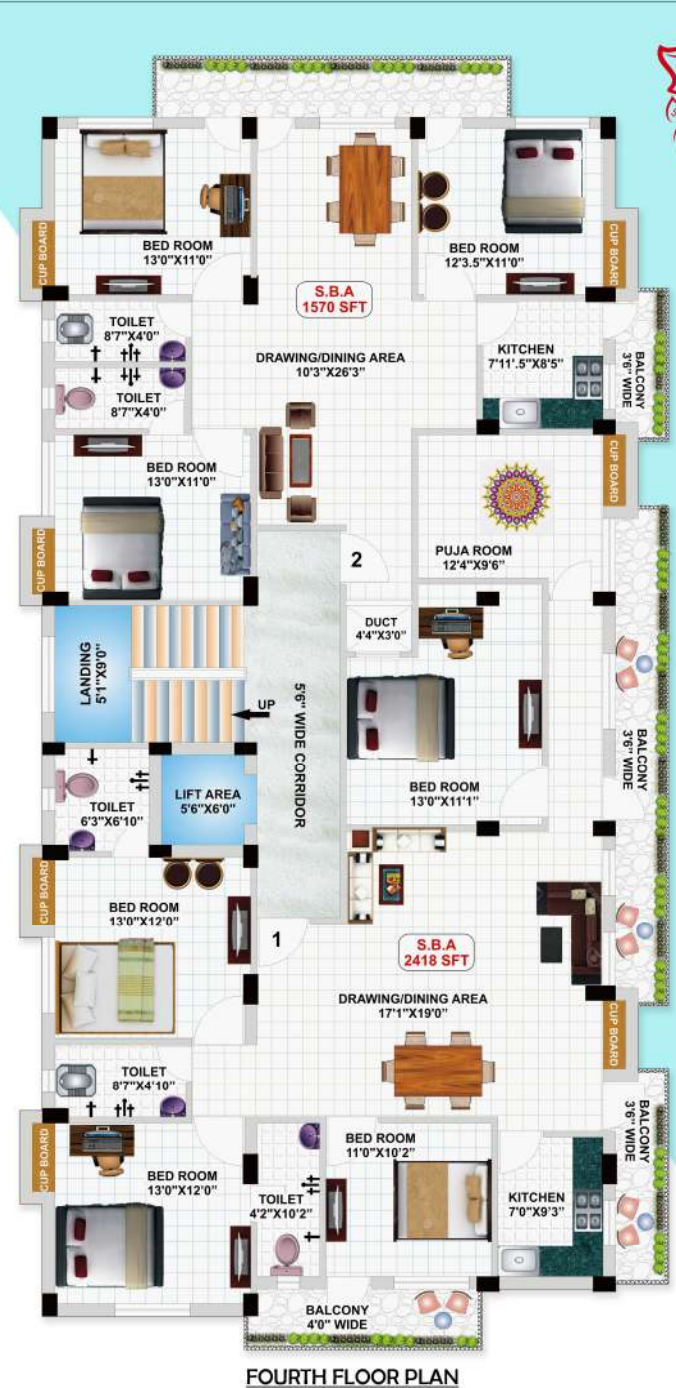 BED ROOM
13'0"X11'0"
BED ROOM
12'3.5"X11'0"
CUP BOARD
CUP BOARD
S.B.A
1570 SFT
TOILET
8'7"X4'0"
DRAWING/DINING AREA
10'3"X26'3"
KITCHEN
7'11'.5"X8'5"
BALCONY
3'6" WIDE
TOILET
8'7"X4'0"
BED ROOM
13'0"X11'0"
CUP BOARD
CUP BOARD
PUJA ROOM
12'4"X9'6"
2
DUCT
4'4"X3'0"
LANDING
5'1"X9'0"
UP
5'6" WIDE CORRIDOR
BALCONY
3'6" WIDE
BED ROOM
13'0"X11'1"
LIFT AREA
5'6"X6'0"
TOILET
6'3"X6'10"
CUP BOARD
BED ROOM
13'0"X12'0"
1
S.B.A
2418 SFT
DRAWING/DINING AREA
17'1"X19'0"
CUP BOARD
TOILET
8'7"X4'10"
BALCONY
3'6" WIDE
CUP BOARD
BED ROOM
13'0"X12'0"
BED ROOM
11'0"X10'2"
TOILET
4'2"X10'2"
KITCHEN
7'0"X9'3"
BALCONY
4'0" WIDE
FOURTH FLOOR PLAN